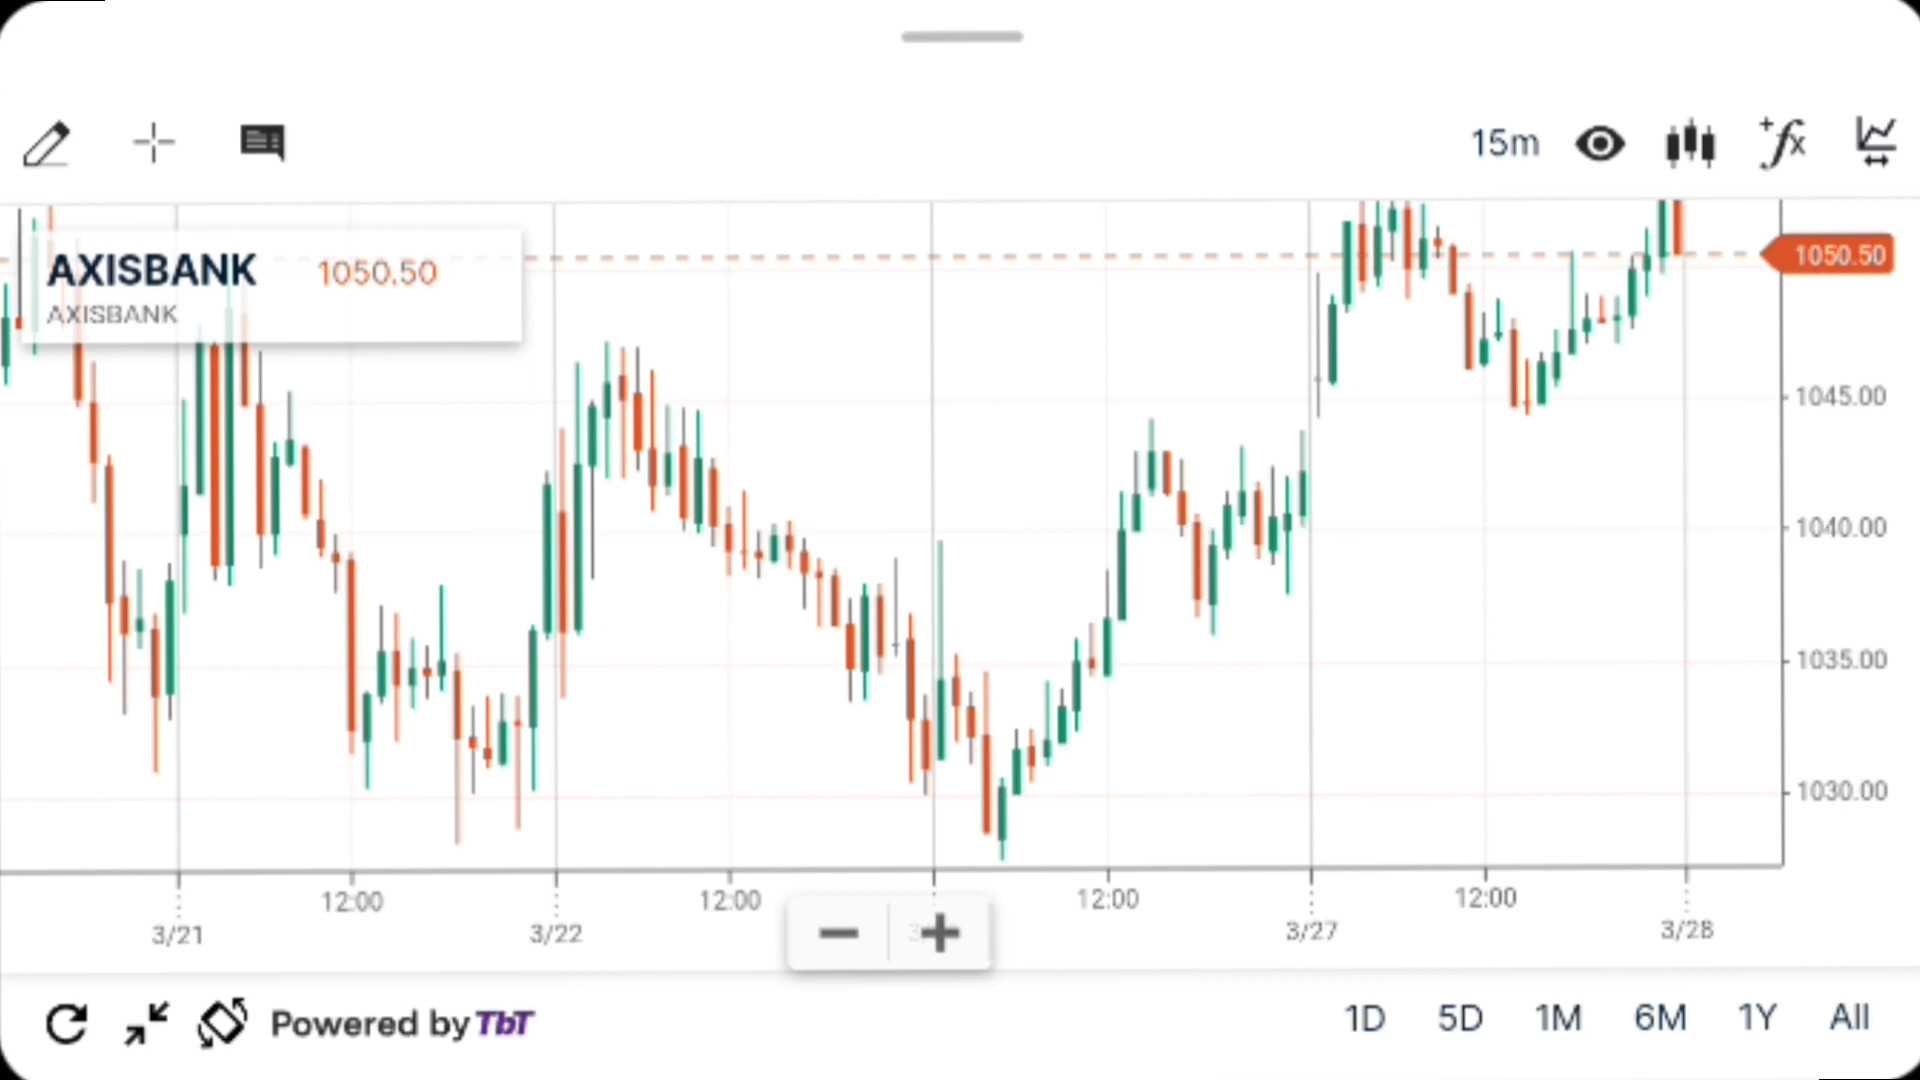 15m
AXISBANK 1050.50
AXISBANK
1050.50
1045.00
1040.00
1035.00
1030.00
12:00 12:00 12:00 12:00
3/21 3/22 3/27 3/28
Powered by TbT 1D 5D 1M 6M 1Y All